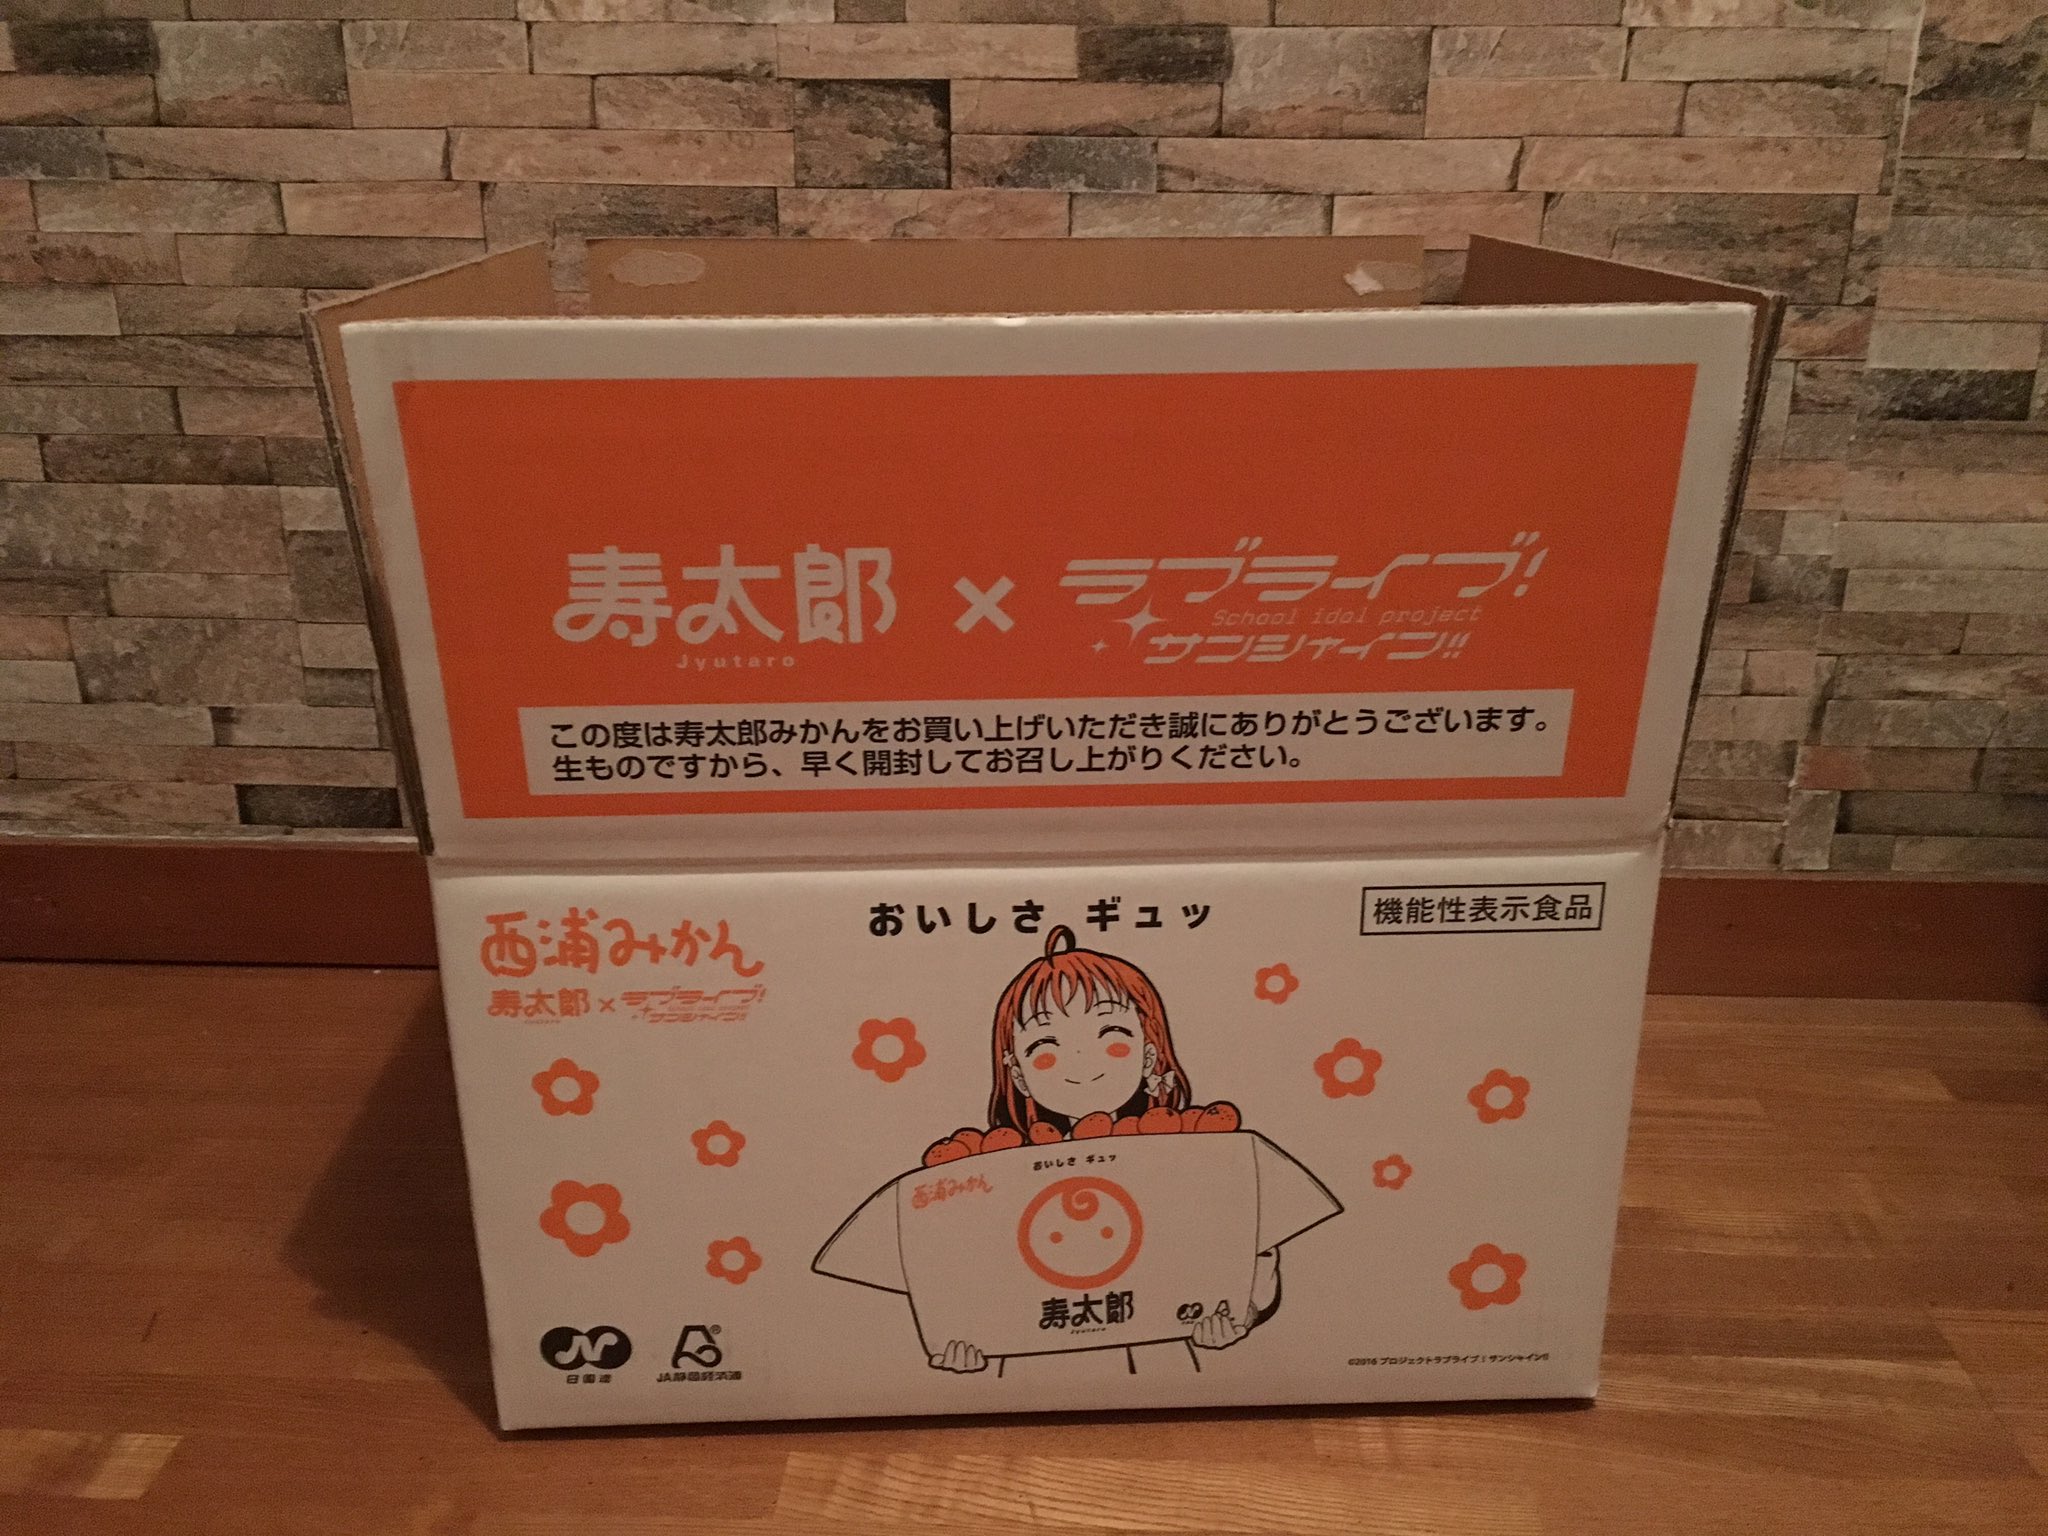 寿太郎 × ラブライブ!
Jyutaro
School idol project
サンシャイン!!
この度は寿太郎みかんをお買い上げいただき誠にありがとうございます。
生ものですから、早く開封してお召し上がりください。
おいしさ ギュッ
機能性表示食品
西浦みかん
寿太郎×ラブライブ!
サンシャイン!!
おいしさ ギュッ
西浦みかん
寿太郎
Jyutaro
日園連
JA静岡経済連
©2016 プロジェクトラブライブ！サンシャイン!!